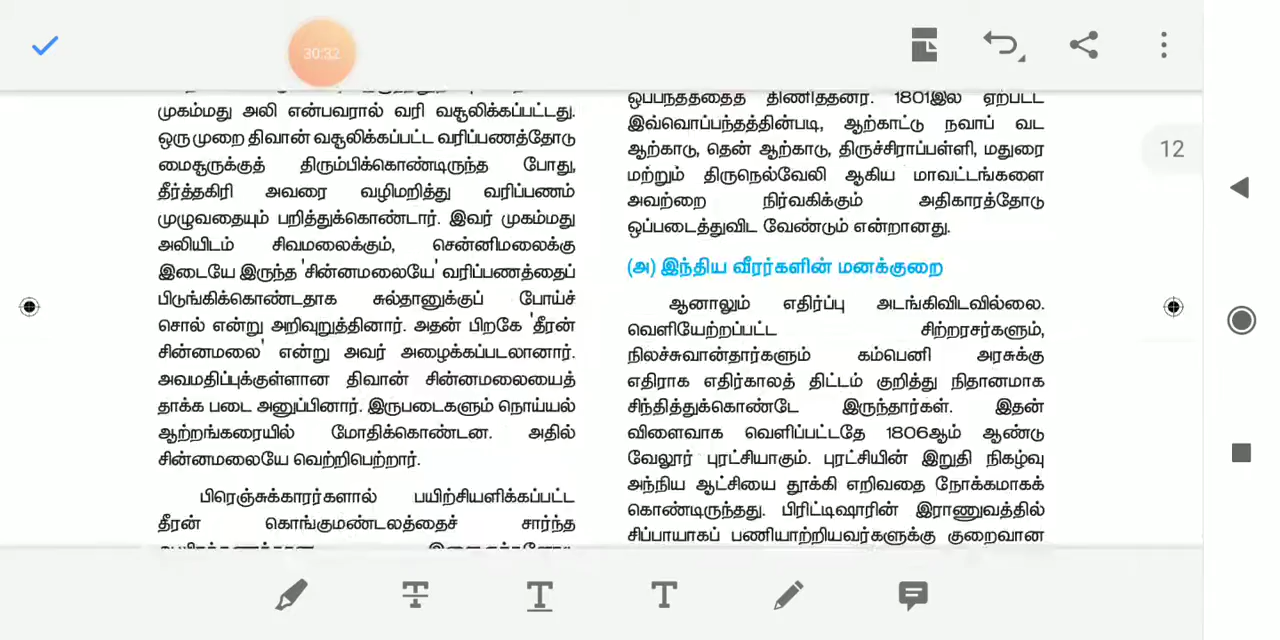 30:32
முகம்மது அலி என்பவரால் வரி வசூலிக்கப்பட்டது.
ஒரு முறை திவான் வசூலிக்கப்பட்ட வரிப்பணத்தோடு
மைசூருக்குத் திரும்பிக்கொண்டிருந்த போது,
தீர்த்தகிரி அவரை வழிமறித்து வரிப்பணம்
முழுவதையும் பறித்துக்கொண்டார். இவர் முகம்மது
அலியிடம் சிவமலைக்கும், சென்னிமலைக்கு
இடையே இருந்த 'சின்னமலையே' வரிப்பணத்தைப்
பிடுங்கிக்கொண்டதாக சுல்தானுக்குப் போய்ச்
சொல் என்று அறிவுறுத்தினார். அதன் பிறகே 'தீரன்
சின்னமலை' என்று அவர் அழைக்கப்படலானார்.
அவமதிப்புக்குள்ளான திவான் சின்னமலையைத்
தாக்க படை அனுப்பினார். இருபடைகளும் நொய்யல்
ஆற்றங்கரையில் மோதிக்கொண்டன. அதில்
சின்னமலையே வெற்றிபெற்றார்.
பிரெஞ்சுக்காரர்களால் பயிற்சியளிக்கப்பட்ட
தீரன் கொங்குமண்டலத்தைச் சார்ந்த
ஒப்பந்தத்தைத் திணித்தனர். 1801இல் ஏற்பட்ட
இவ்வொப்பந்தத்தின்படி, ஆற்காட்டு நவாப் வட
ஆற்காடு, தென் ஆற்காடு, திருச்சிராப்பள்ளி, மதுரை
மற்றும் திருநெல்வேலி ஆகிய மாவட்டங்களை
அவற்றை நிர்வகிக்கும் அதிகாரத்தோடு
ஒப்படைத்துவிட வேண்டும் என்றானது.
(அ) இந்திய வீரர்களின் மனக்குறை
ஆனாலும் எதிர்ப்பு அடங்கிவிடவில்லை.
வெளியேற்றப்பட்ட சிற்றரசர்களும்,
நிலச்சுவான்தார்களும் கம்பெனி அரசுக்கு
எதிராக எதிர்காலத் திட்டம் குறித்து நிதானமாக
சிந்தித்துக்கொண்டே இருந்தார்கள். இதன்
விளைவாக வெளிப்பட்டதே 1806ஆம் ஆண்டு
வேலூர் புரட்சியாகும். புரட்சியின் இறுதி நிகழ்வு
அந்நிய ஆட்சியை தூக்கி எறிவதை நோக்கமாகக்
கொண்டிருந்தது. பிரிட்டிஷாரின் இராணுவத்தில்
சிப்பாயாகப் பணியாற்றியவர்களுக்கு குறைவான
12